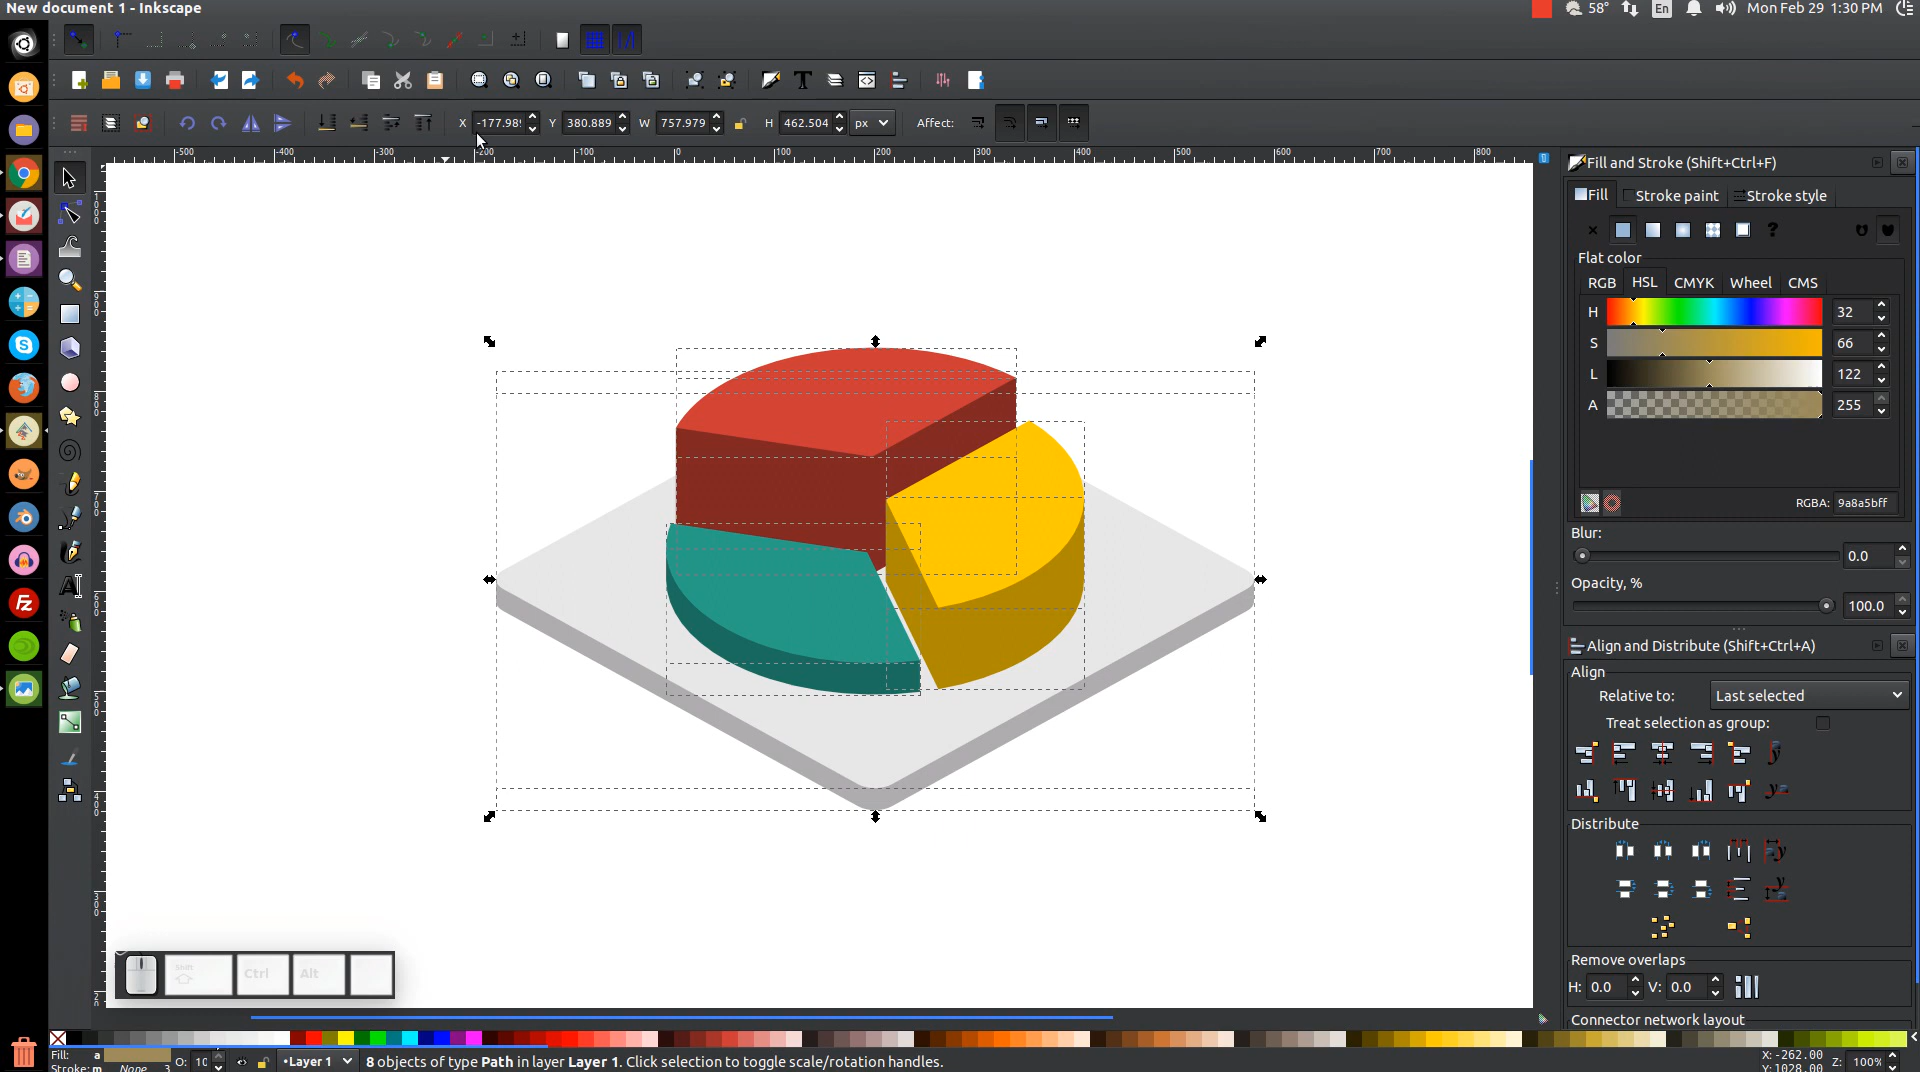 New document 1 - Inkscape
58°
En
Mon Feb 29 1:30 PM
X -177.989 Y 380.889 W 757.979 H 462.504 px Affect:
-500 -400 -300 -200 -100 0 100 200 300 400 500 600 700 800
Fill and Stroke (Shift+Ctrl+F)
Fill Stroke paint Stroke style
?
Flat color
RGB HSL CMYK Wheel CMS
H 32
S 66
L 122
A 255
RGBA: 9a8a5bff
Blur:
0.0
Opacity, %
100.0
Align and Distribute (Shift+Ctrl+A)
Align
Relative to: Last selected
Treat selection as group:
Distribute
Remove overlaps
H: 0.0 V: 0.0
Connector network layout
Shift Ctrl Alt
Fill: a
Stroke: m None 3
O: 10
•Layer 1
8 objects of type Path in layer Layer 1. Click selection to toggle scale/rotation handles.
X: -262.00
Y: 1028.00
Z: 100%